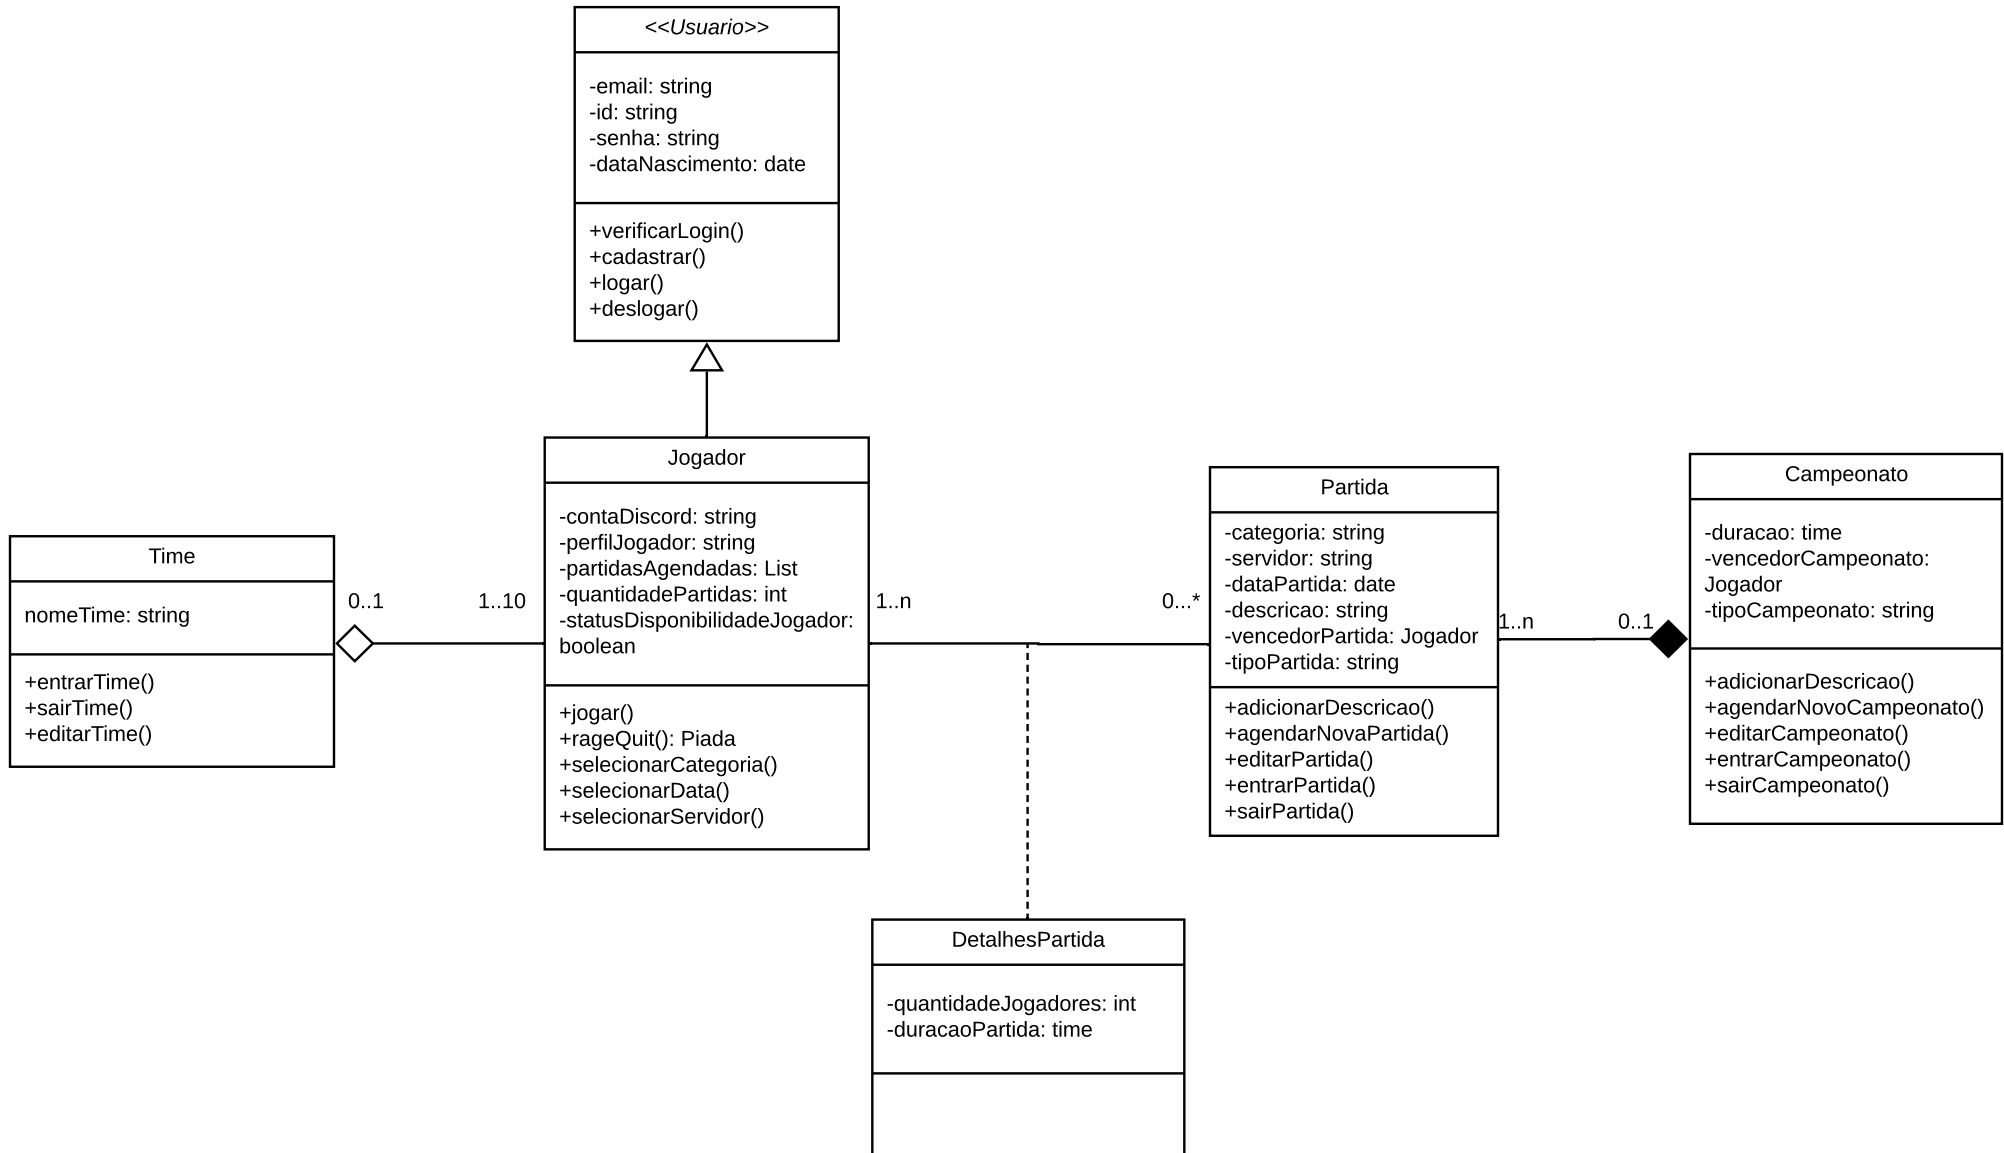 <<Usuario>>
-email: string
-id: string
-senha: string
-dataNascimento: date
+verificarLogin()
+cadastrar()
+logar()
+deslogar()
Time
nomeTime: string
+entrarTime()
+sairTime()
+editarTime()
0..1
1..10
Jogador
-contaDiscord: string
-perfilJogador: string
-partidasAgendadas: List
-quantidadePartidas: int
-statusDisponibilidadeJogador:
boolean
+jogar()
+rageQuit(): Piada
+selecionarCategoria()
+selecionarData()
+selecionarServidor()
1..n
0...*
Partida
-categoria: string
-servidor: string
-dataPartida: date
-descricao: string
-vencedorPartida: Jogador
-tipoPartida: string
+adicionarDescricao()
+agendarNovaPartida()
+editarPartida()
+entrarPartida()
+sairPartida()
1..n
0..1
Campeonato
-duracao: time
-vencedorCampeonato:
Jogador
-tipoCampeonato: string
+adicionarDescricao()
+agendarNovoCampeonato()
+editarCampeonato()
+entrarCampeonato()
+sairCampeonato()
DetalhesPartida
-quantidadeJogadores: int
-duracaoPartida: time